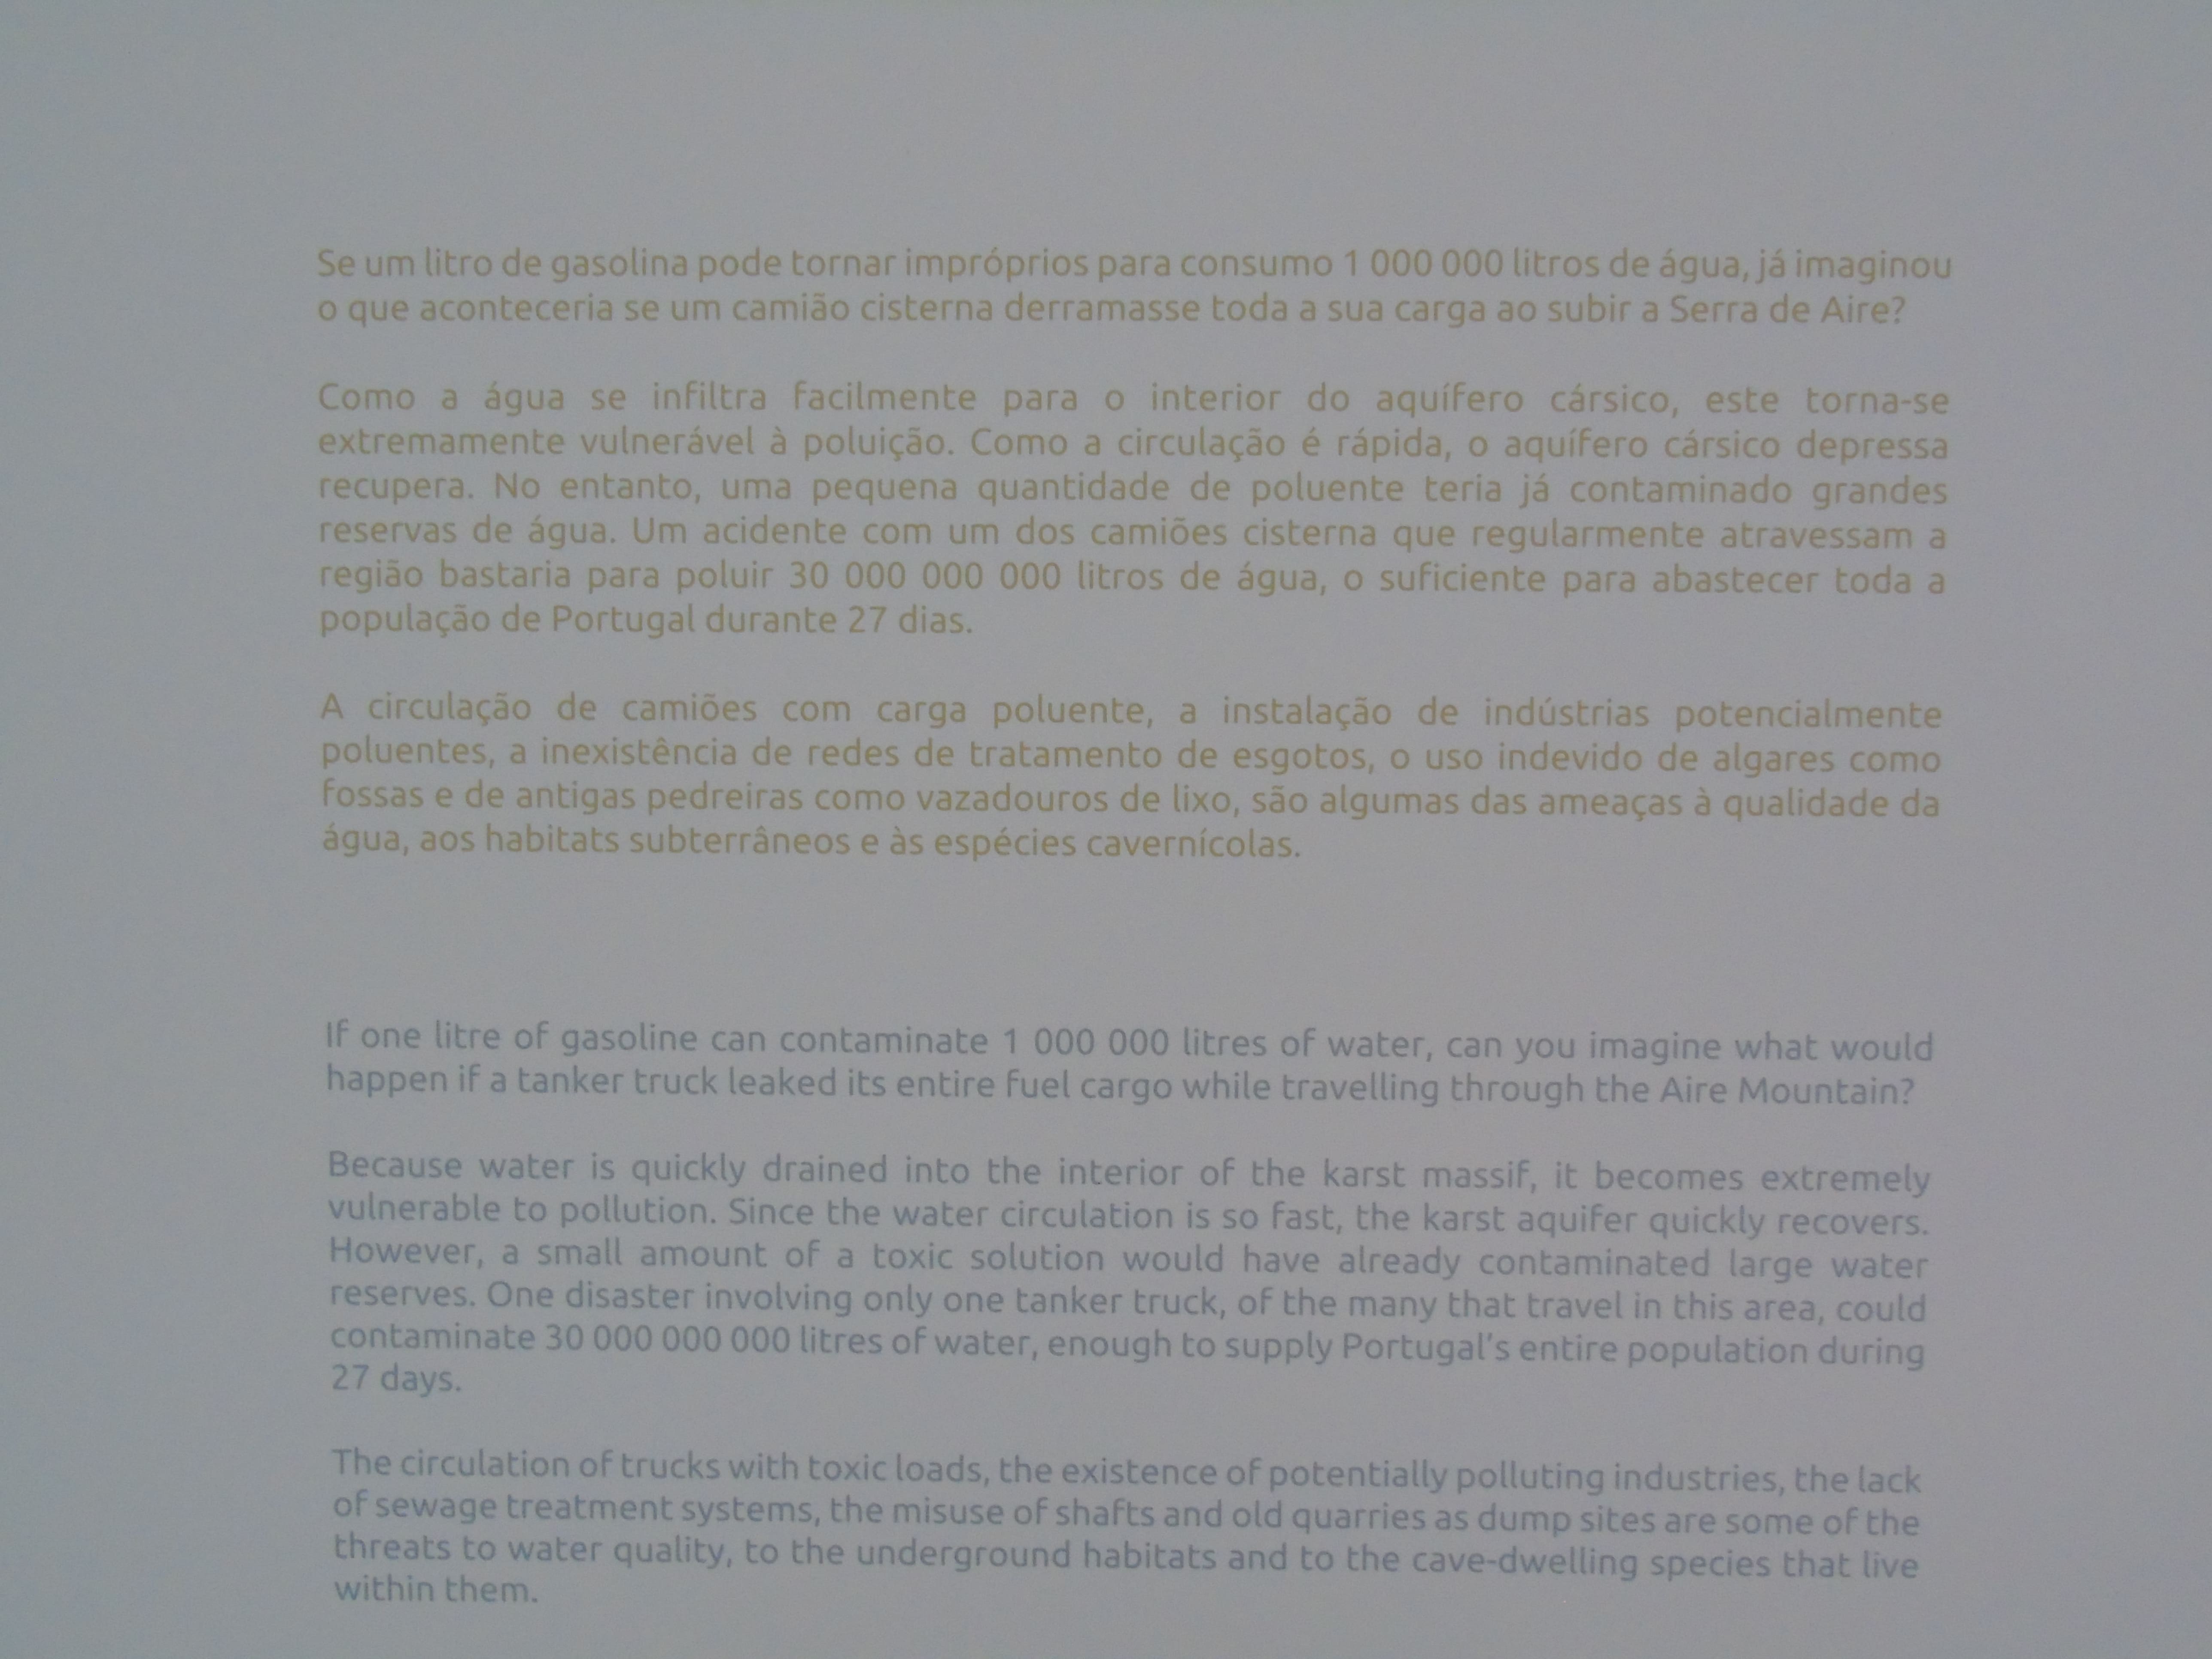 Se um litro de gasolina pode tornar impróprios para consumo 1 000 000 litros de água, já imaginou
o que aconteceria se um camião cisterna derramasse toda a sua carga ao subir a Serra de Aire?
Como a água se infiltra facilmente para o interior do aquífero cársico, este torna-se
extremamente vulnerável à poluição. Como a circulação é rápida, o aquífero cársico depressa
recupera. No entanto, uma pequena quantidade de poluente teria já contaminado grandes
reservas de água. Um acidente com um dos camiões cisterna que regularmente atravessam a
região bastaria para poluir 30 000 000 000 litros de água, o suficiente para abastecer toda a
população de Portugal durante 27 dias.
A circulação de camiões com carga poluente, a instalação de indústrias potencialmente
poluentes, a inexistência de redes de tratamento de esgotos, o uso indevido de algares como
fossas e de antigas pedreiras como vazadouros de lixo, são algumas das ameaças à qualidade da
água, aos habitats subterrâneos e às espécies cavernícolas.
If one litre of gasoline can contaminate 1 000 000 litres of water, can you imagine what would
happen if a tanker truck leaked its entire fuel cargo while travelling through the Aire Mountain?
Because water is quickly drained into the interior of the karst massif, it becomes extremely
vulnerable to pollution. Since the water circulation is so fast, the karst aquifer quickly recovers.
However, a small amount of a toxic solution would have already contaminated large water
reserves. One disaster involving only one tanker truck, of the many that travel in this area, could
contaminate 30 000 000 000 litres of water, enough to supply Portugal's entire population during
27 days.
The circulation of trucks with toxic loads, the existence of potentially polluting industries, the lack
of sewage treatment systems, the misuse of shafts and old quarries as dump sites are some of the
threats to water quality, to the underground habitats and to the cave-dwelling species that live
within them.